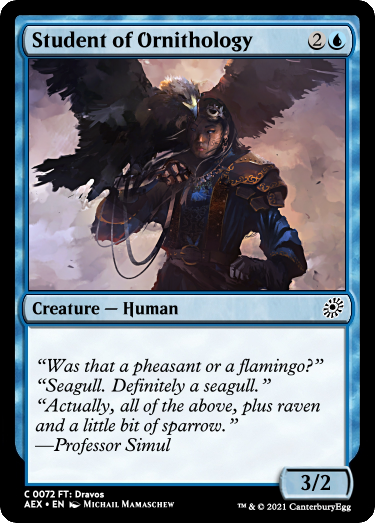 Student of Ornithology 2
Creature — Human
“Was that a pheasant or a flamingo?”
“Seagull. Definitely a seagull.”
“Actually, all of the above, plus raven
and a little bit of sparrow.”
—Professor Simul
3/2
C 0072 FT: Dravos
AEX • EN Michail Mamaschew
™ & © 2021 CanterburyEgg